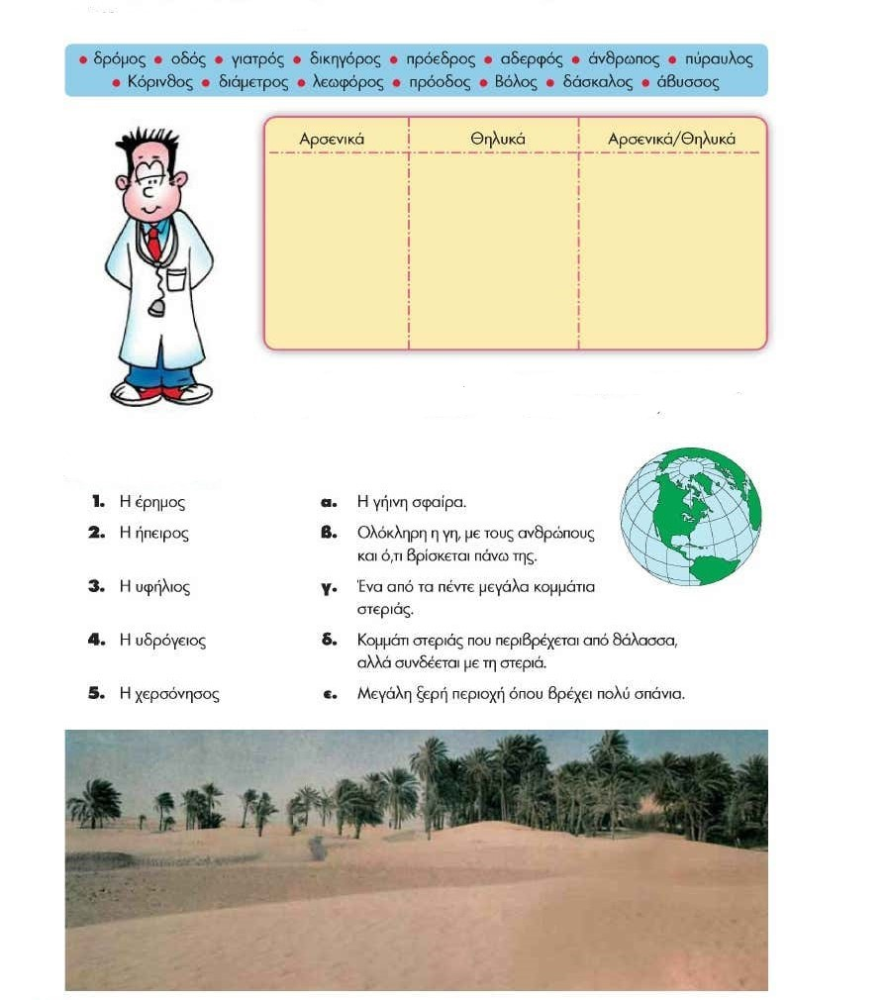 • δρόμος • οδός • γιατρός • δικηγόρος • πρόεδρος • αδερφός • άνθρωπος • πύραυλος
• Κόρινθος • διάμετρος • λεωφόρος • πρόοδος • Βόλος • δάσκαλος • άβυσσος
Αρσενικά Θηλυκά Αρσενικά/Θηλυκά
1. Η έρημος α. Η γήινη σφαίρα.
2. Η ήπειρος β. Ολόκληρη η γη, με τους ανθρώπους
και ό,τι βρίσκεται πάνω της.
3. Η υφήλιος γ. Ένα από τα πέντε μεγάλα κομμάτια
στεριάς.
4. Η υδρόγειος δ. Κομμάτι στεριάς που περιβρέχεται από θάλασσα,
αλλά συνδέεται με τη στεριά.
5. Η χερσόνησος ε. Μεγάλη ξερή περιοχή όπου βρέχει πολύ σπάνια.